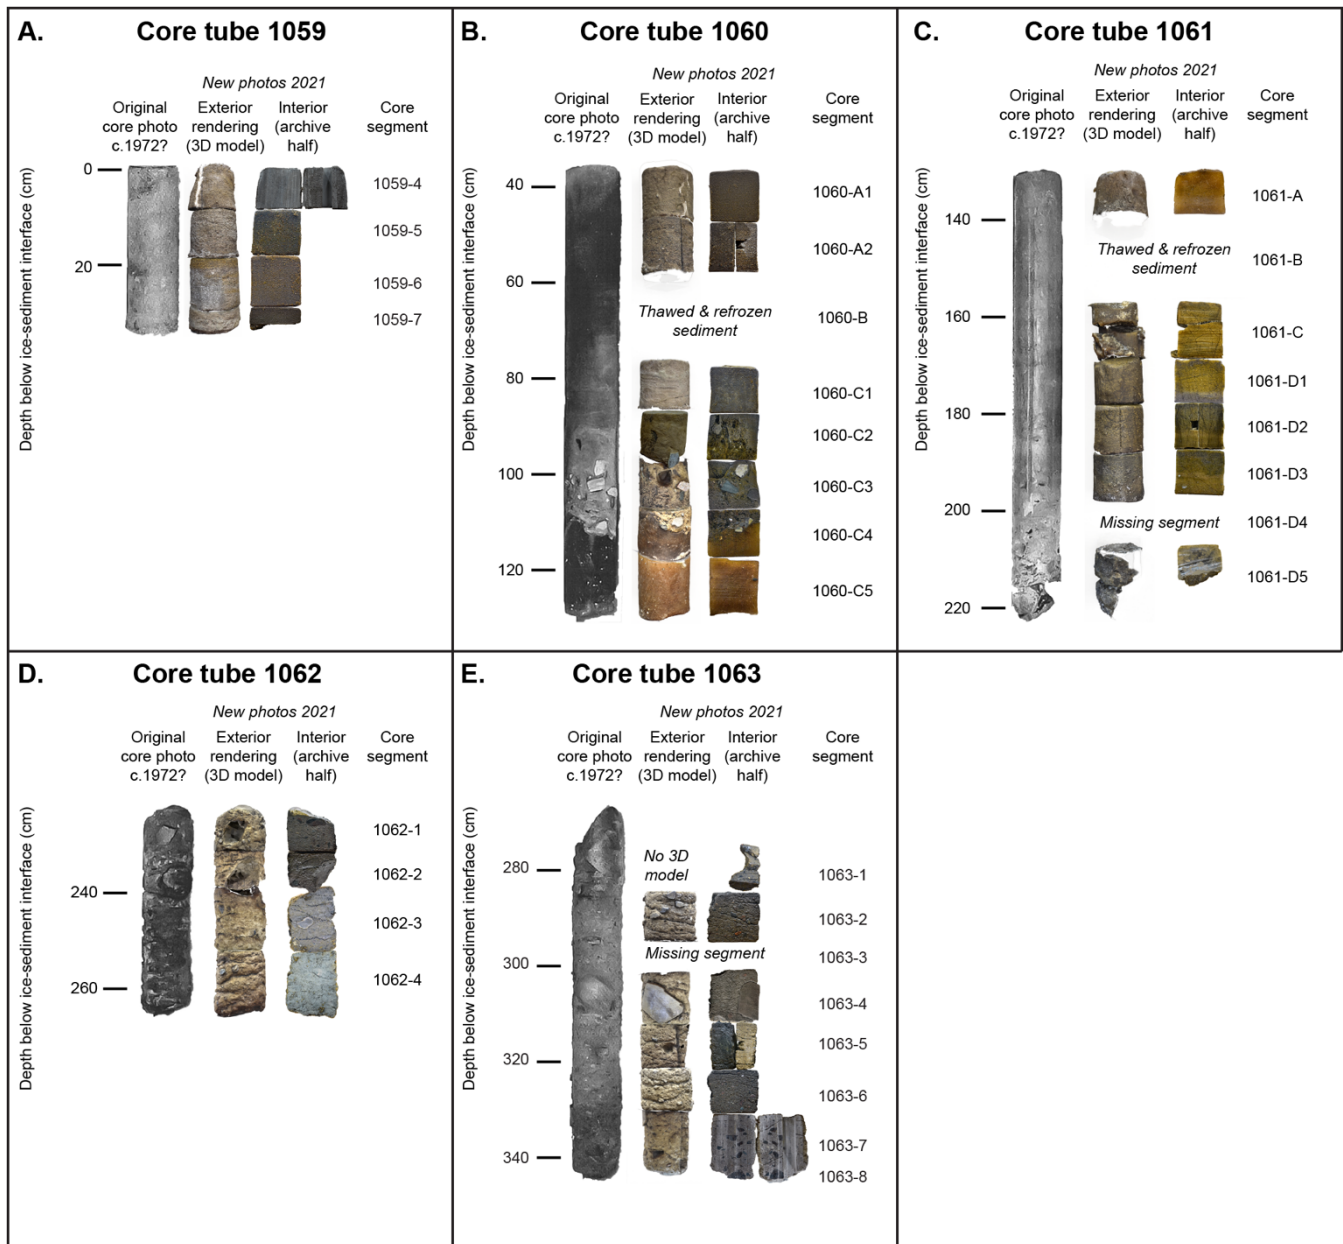 A.
Core tube 1059
New photos 2021
Original
core photo
c.1972?
Exterior
rendering
(3D model)
Interior
(archive
half)
Core
segment
Depth below ice-sediment interface (cm)
0
20
1059-4
1059-5
1059-6
1059-7
B.
Core tube 1060
New photos 2021
Original
core photo
c.1972?
Exterior
rendering
(3D model)
Interior
(archive
half)
Core
segment
Depth below ice-sediment interface (cm)
40
60
80
100
120
Thawed & refrozen
sediment
1060-A1
1060-A2
1060-B
1060-C1
1060-C2
1060-C3
1060-C4
1060-C5
C.
Core tube 1061
New photos 2021
Original
core photo
c.1972?
Exterior
rendering
(3D model)
Interior
(archive
half)
Core
segment
Depth below ice-sediment interface (cm)
140
160
180
200
220
Thawed & refrozen
sediment
Missing segment
1061-A
1061-B
1061-C
1061-D1
1061-D2
1061-D3
1061-D4
1061-D5
D.
Core tube 1062
New photos 2021
Original
core photo
c.1972?
Exterior
rendering
(3D model)
Interior
(archive
half)
Core
segment
Depth below ice-sediment interface (cm)
240
260
1062-1
1062-2
1062-3
1062-4
E.
Core tube 1063
New photos 2021
Original
core photo
c.1972?
Exterior
rendering
(3D model)
Interior
(archive
half)
Core
segment
Depth below ice-sediment interface (cm)
280
300
320
340
No 3D
model
Missing segment
1063-1
1063-2
1063-3
1063-4
1063-5
1063-6
1063-7
1063-8